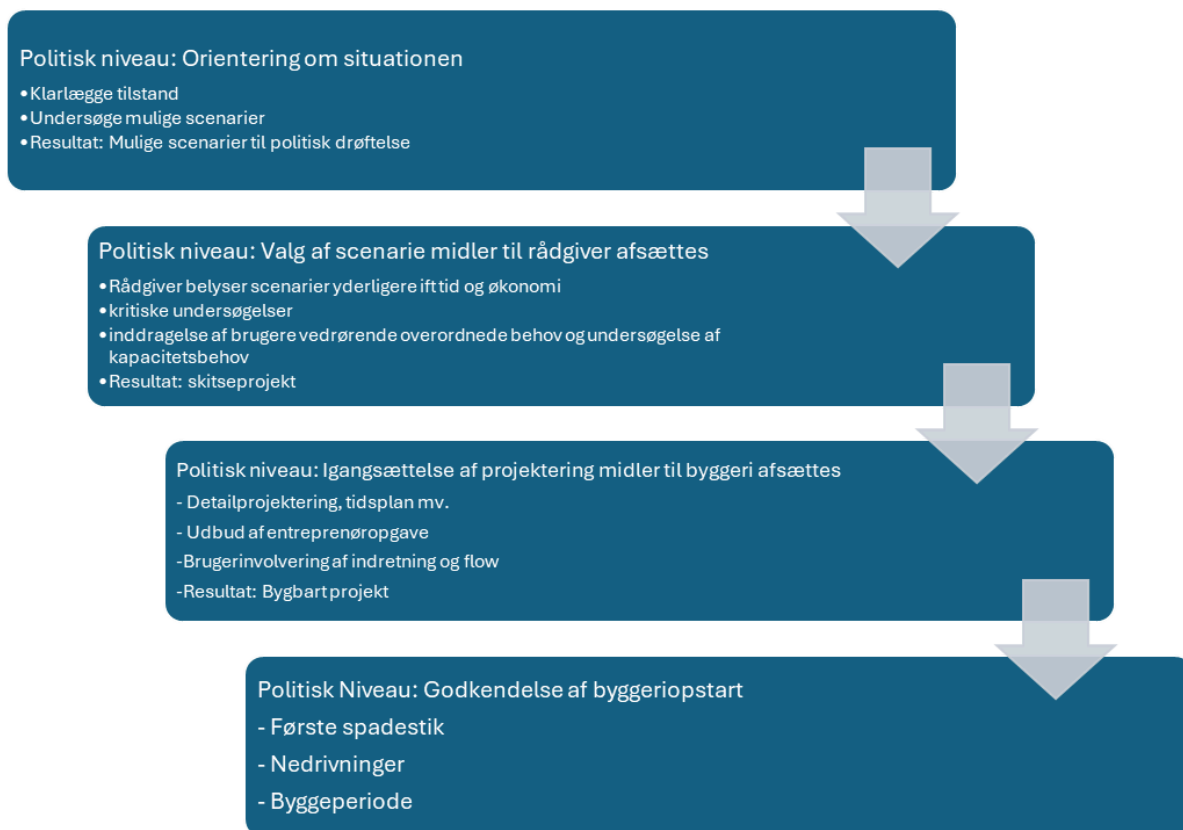 Politisk niveau: Orientering om situationen
•Klarlægge tilstand
•Undersøge mulige scenarier
•Resultat: Mulige scenarier til politisk drøftelse
Politisk niveau: Valg af scenarie midler til rådgiver afsættes
•Rådgiver belyser scenarier yderligere ift tid og økonomi
•kritiske undersøgelser
•inddragelse af brugere vedrørende overordnede behov og undersøgelse af
kapacitetsbehov
•Resultat: skitseprojekt
Politisk niveau: Igangsættelse af projektering midler til byggeri afsættes
- Detailprojektering, tidsplan mv.
- Udbud af entreprenøropgave
-Brugerinvolvering af indretning og flow
-Resultat: Bygbart projekt
Politisk Niveau: Godkendelse af byggeriopstart
- Første spadestik
- Nedrivninger
- Byggeperiode